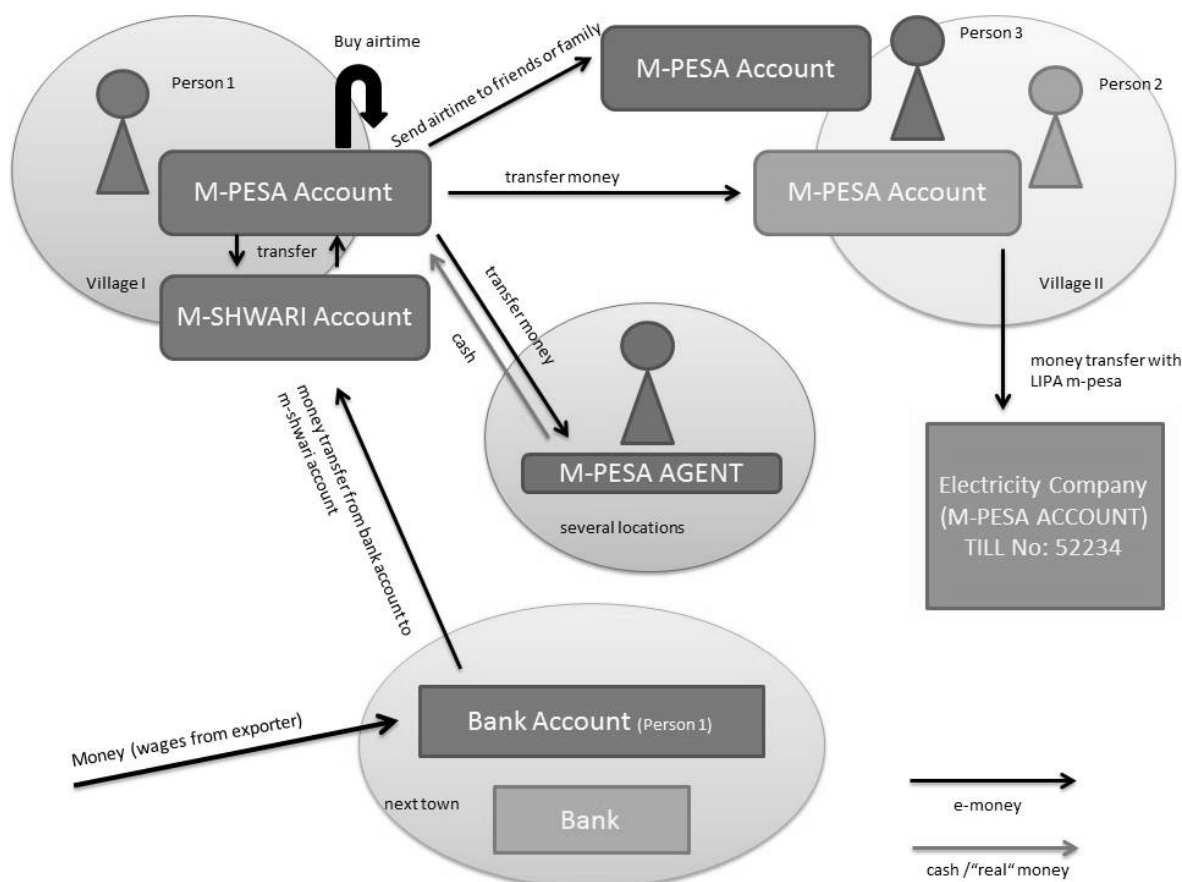 Buy airtime
Person 1
Send airtime to friends or family
M-PESA Account
Person 3
Person 2
M-PESA Account
transfer money
M-PESA Account
transfer
Village I
M-SHWARI Account
transfer money
cash
Village II
money transfer with
LIPA m-pesa
M-PESA AGENT
several locations
Electricity Company
(M-PESA ACCOUNT)
TILL No: 52234
money transfer from bank account to
m-shwari account
Money (wages from exporter)
Bank Account (Person 1)
next town
Bank
e-money
cash /"real" money